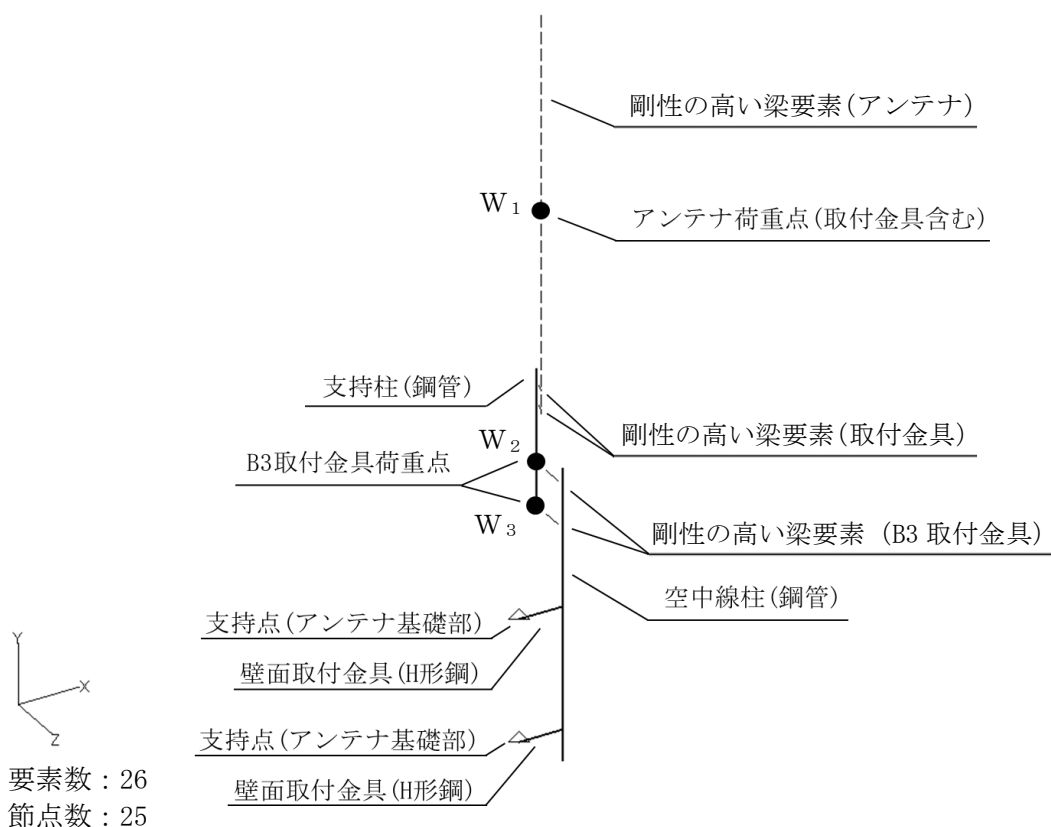 剛性の高い梁要素(アンテナ)
W₁
アンテナ荷重点(取付金具含む)
支持柱(鋼管)
W₂
剛性の高い梁要素(取付金具)
B3取付金具荷重点
W₃
剛性の高い梁要素 (B3 取付金具)
空中線柱(鋼管)
支持点(アンテナ基礎部)
壁面取付金具(H形鋼)
Y
X
Z
支持点(アンテナ基礎部)
壁面取付金具(H形鋼)
要素数：26
節点数：25